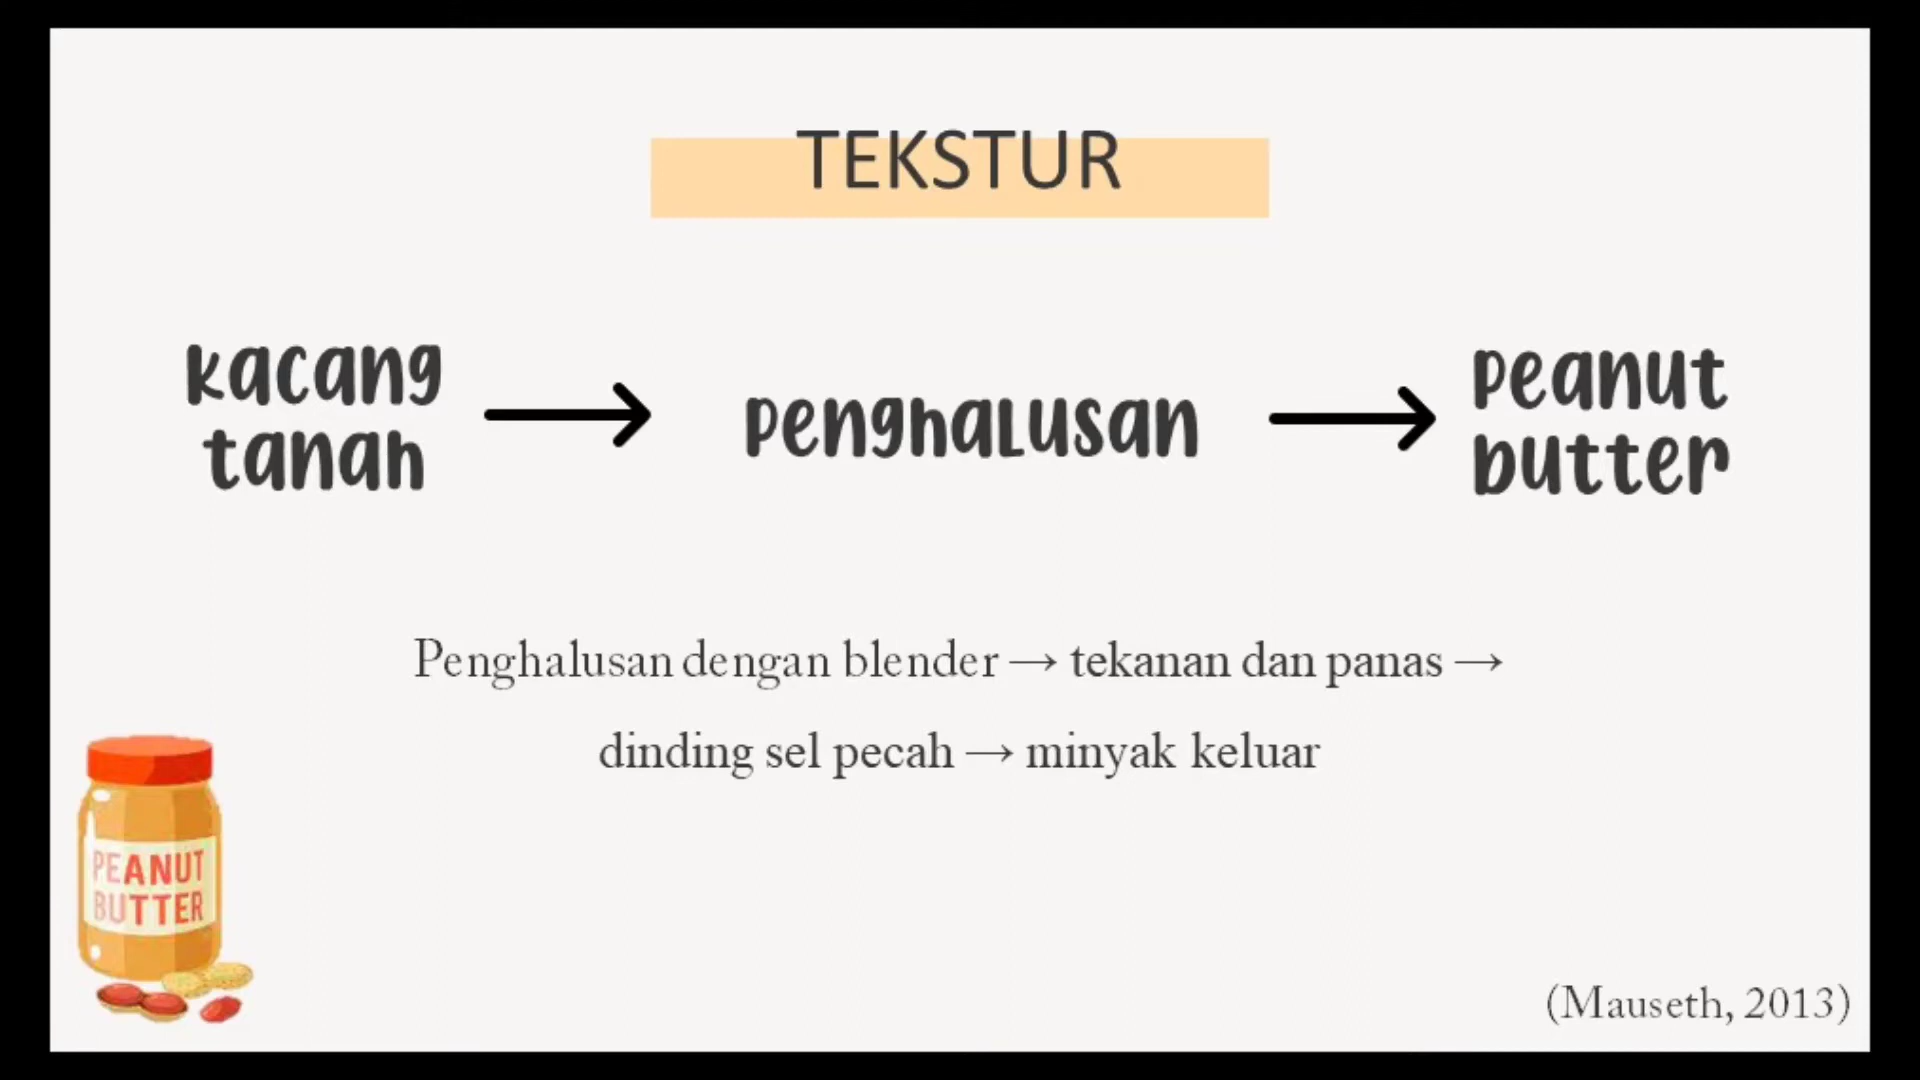 TEKSTUR
kacang
tanah
penghalusan
peanut
butter
Penghalusan dengan blender → tekanan dan panas →
dinding sel pecah → minyak keluar
PEANUT
BUTTER
(Mauseth, 2013)